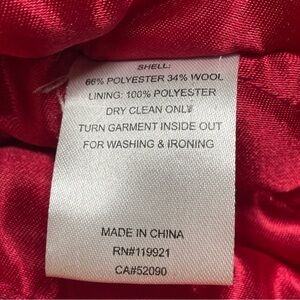 SHELL:
66% POLYESTER 34% WOOL
LINING: 100% POLYESTER
DRY CLEAN ONLY
TURN GARMENT INSIDE OUT
FOR WASHING & IRONING
MADE IN CHINA
RN#119921
CA#52090